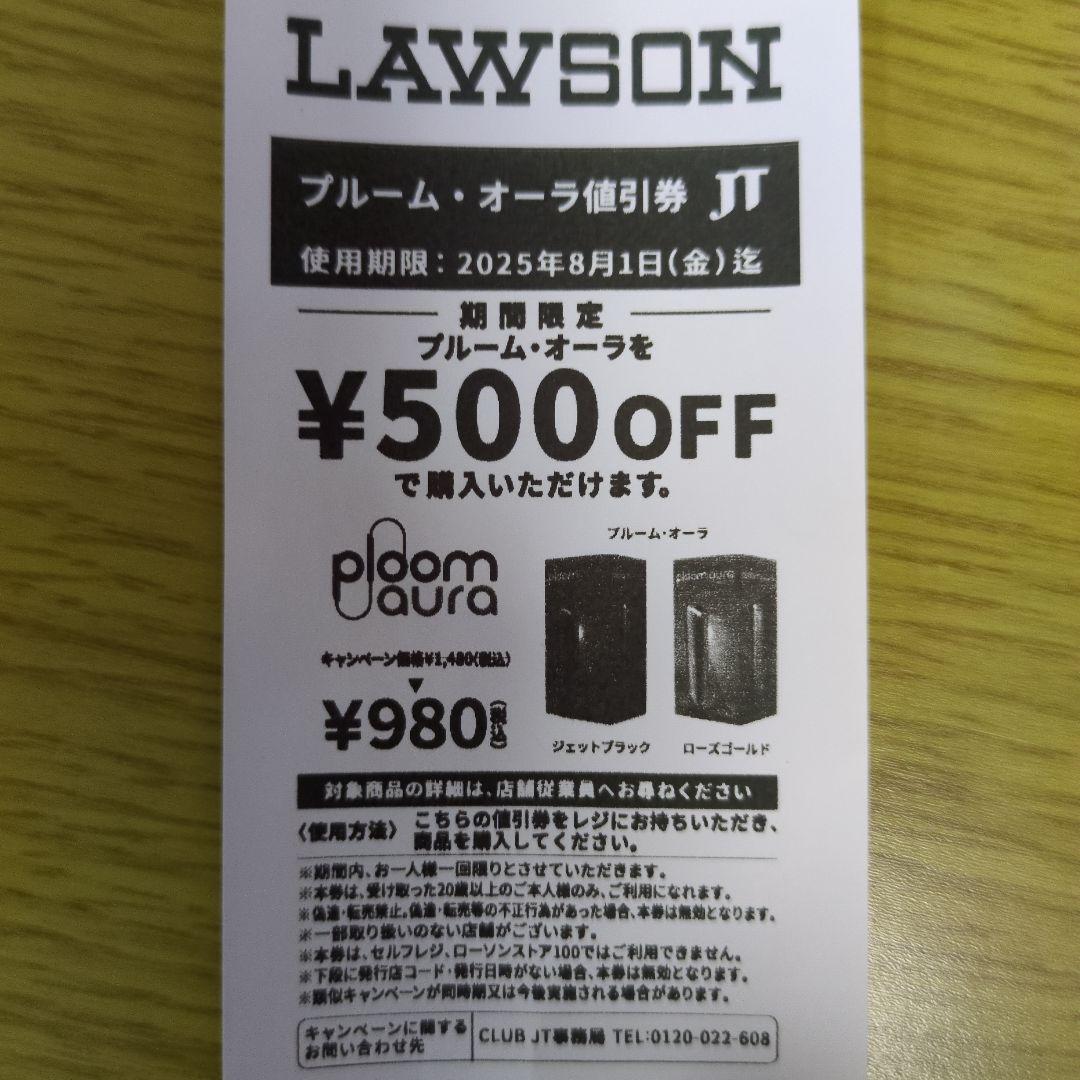 LAWSON
プルーム・オーラ値引券 JT
使用期限：2025年8月1日(金)迄
期間限定
プルーム・オーラを
¥500 OFF
で購入いただけます。
プルーム・オーラ
ploom
aura
ploom aura
ploom aura
キャンペーン価格¥1,480(税込)
▼
¥980(税込)
ジェットブラック ローズゴールド
対象商品の詳細は、店舗従業員へお尋ねください
〈使用方法〉 こちらの値引券をレジにお持ちいただき、
商品を購入してください。
※期間内、お一人様一回限りとさせていただきます。
※本券は、受け取った20歳以上のご本人様のみ、ご利用になれます。
※偽造・転売禁止。偽造・転売等の不正行為があった場合、本券は無効となります。
※一部取り扱いのない店舗がございます。
※本券は、セルフレジ、ローソンストア100ではご利用できません。
※下段に発行店コード・発行日時がない場合、本券は無効となります。
※類似キャンペーンが同時期又は今後実施される場合があります。
キャンペーンに関する
お問い合わせ先
CLUB JT事務局 TEL:0120-022-608